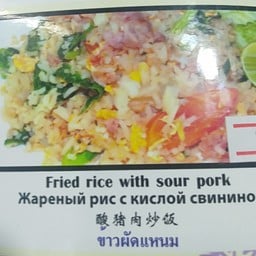 Fried rice with sour pork
Жареный рис с кислой свинино
酸猪肉炒饭
ข้าวผัดแหนม